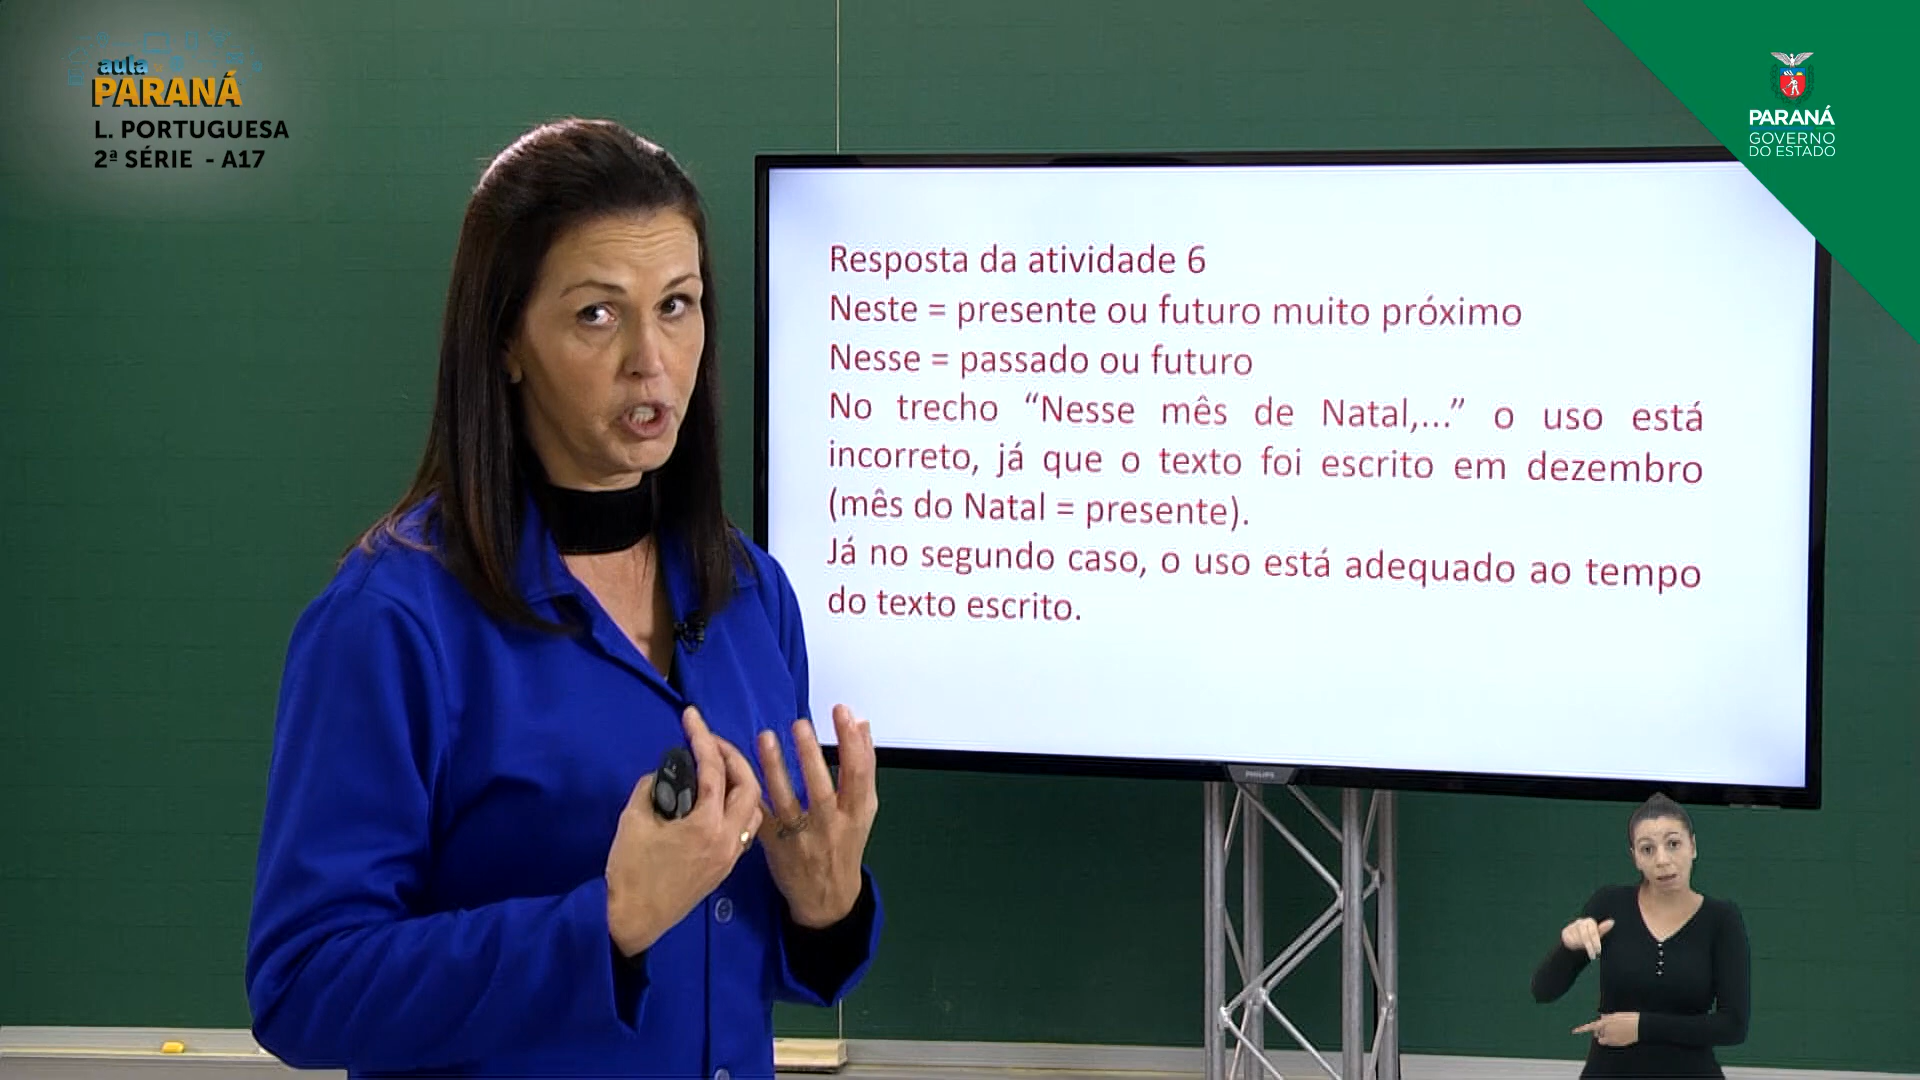 aula
PARANÁ
L. PORTUGUESA
2ª SÉRIE - A17
PARANÁ
GOVERNO
DO ESTADO
Resposta da atividade 6
Neste = presente ou futuro muito próximo
Nesse = passado ou futuro
No trecho “Nesse mês de Natal,...” o uso está
incorreto, já que o texto foi escrito em dezembro
(mês do Natal = presente).
Já no segundo caso, o uso está adequado ao tempo
do texto escrito.
PHILIPS